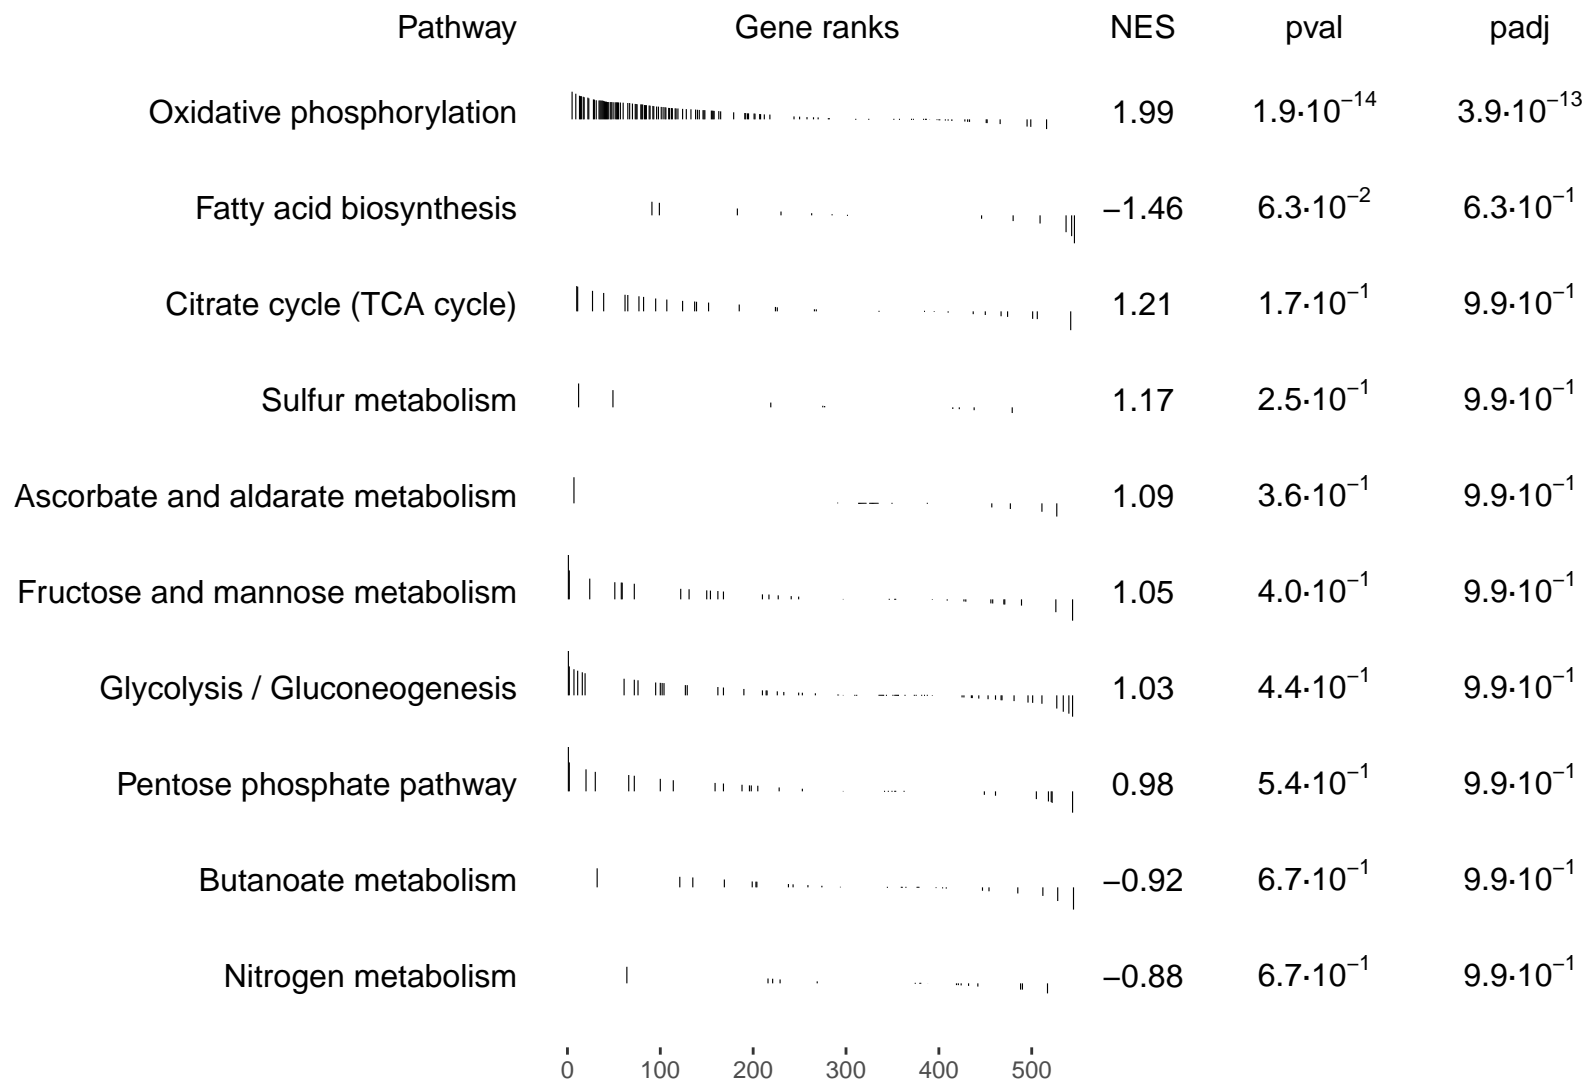 Pathway Gene ranks NES pval padj
Oxidative phosphorylation 1.99 1.9·10⁻¹⁴ 3.9·10⁻¹³
Fatty acid biosynthesis −1.46 6.3·10⁻² 6.3·10⁻¹
Citrate cycle (TCA cycle) 1.21 1.7·10⁻¹ 9.9·10⁻¹
Sulfur metabolism 1.17 2.5·10⁻¹ 9.9·10⁻¹
Ascorbate and aldarate metabolism 1.09 3.6·10⁻¹ 9.9·10⁻¹
Fructose and mannose metabolism 1.05 4.0·10⁻¹ 9.9·10⁻¹
Glycolysis / Gluconeogenesis 1.03 4.4·10⁻¹ 9.9·10⁻¹
Pentose phosphate pathway 0.98 5.4·10⁻¹ 9.9·10⁻¹
Butanoate metabolism −0.92 6.7·10⁻¹ 9.9·10⁻¹
Nitrogen metabolism −0.88 6.7·10⁻¹ 9.9·10⁻¹
0 100 200 300 400 500